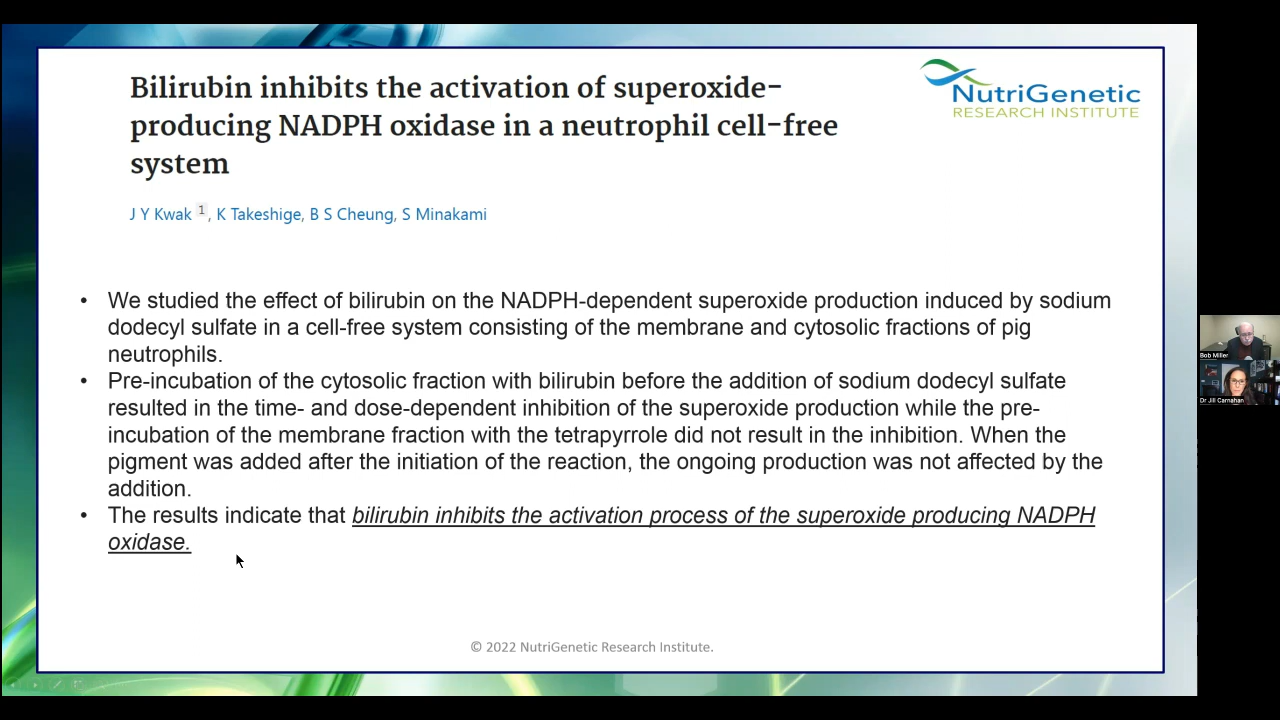 Bilirubin inhibits the activation of superoxide-
producing NADPH oxidase in a neutrophil cell-free
system
NutriGenetic
RESEARCH INSTITUTE
J Y Kwak 1, K Takeshige, B S Cheung, S Minakami
• We studied the effect of bilirubin on the NADPH-dependent superoxide production induced by sodium
dodecyl sulfate in a cell-free system consisting of the membrane and cytosolic fractions of pig
neutrophils.
• Pre-incubation of the cytosolic fraction with bilirubin before the addition of sodium dodecyl sulfate
resulted in the time- and dose-dependent inhibition of the superoxide production while the pre-
incubation of the membrane fraction with the tetrapyrrole did not result in the inhibition. When the
pigment was added after the initiation of the reaction, the ongoing production was not affected by the
addition.
• The results indicate that bilirubin inhibits the activation process of the superoxide producing NADPH
oxidase.
© 2022 NutriGenetic Research Institute.
Bob Miller
Dr Jill Carnahan